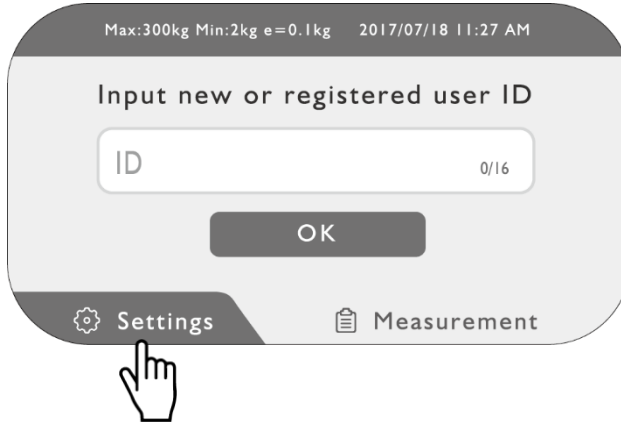 Max:300kg Min:2kg e=0.1kg 2017/07/18 11:27 AM
Input new or registered user ID
ID 0/16
OK
Settings Measurement